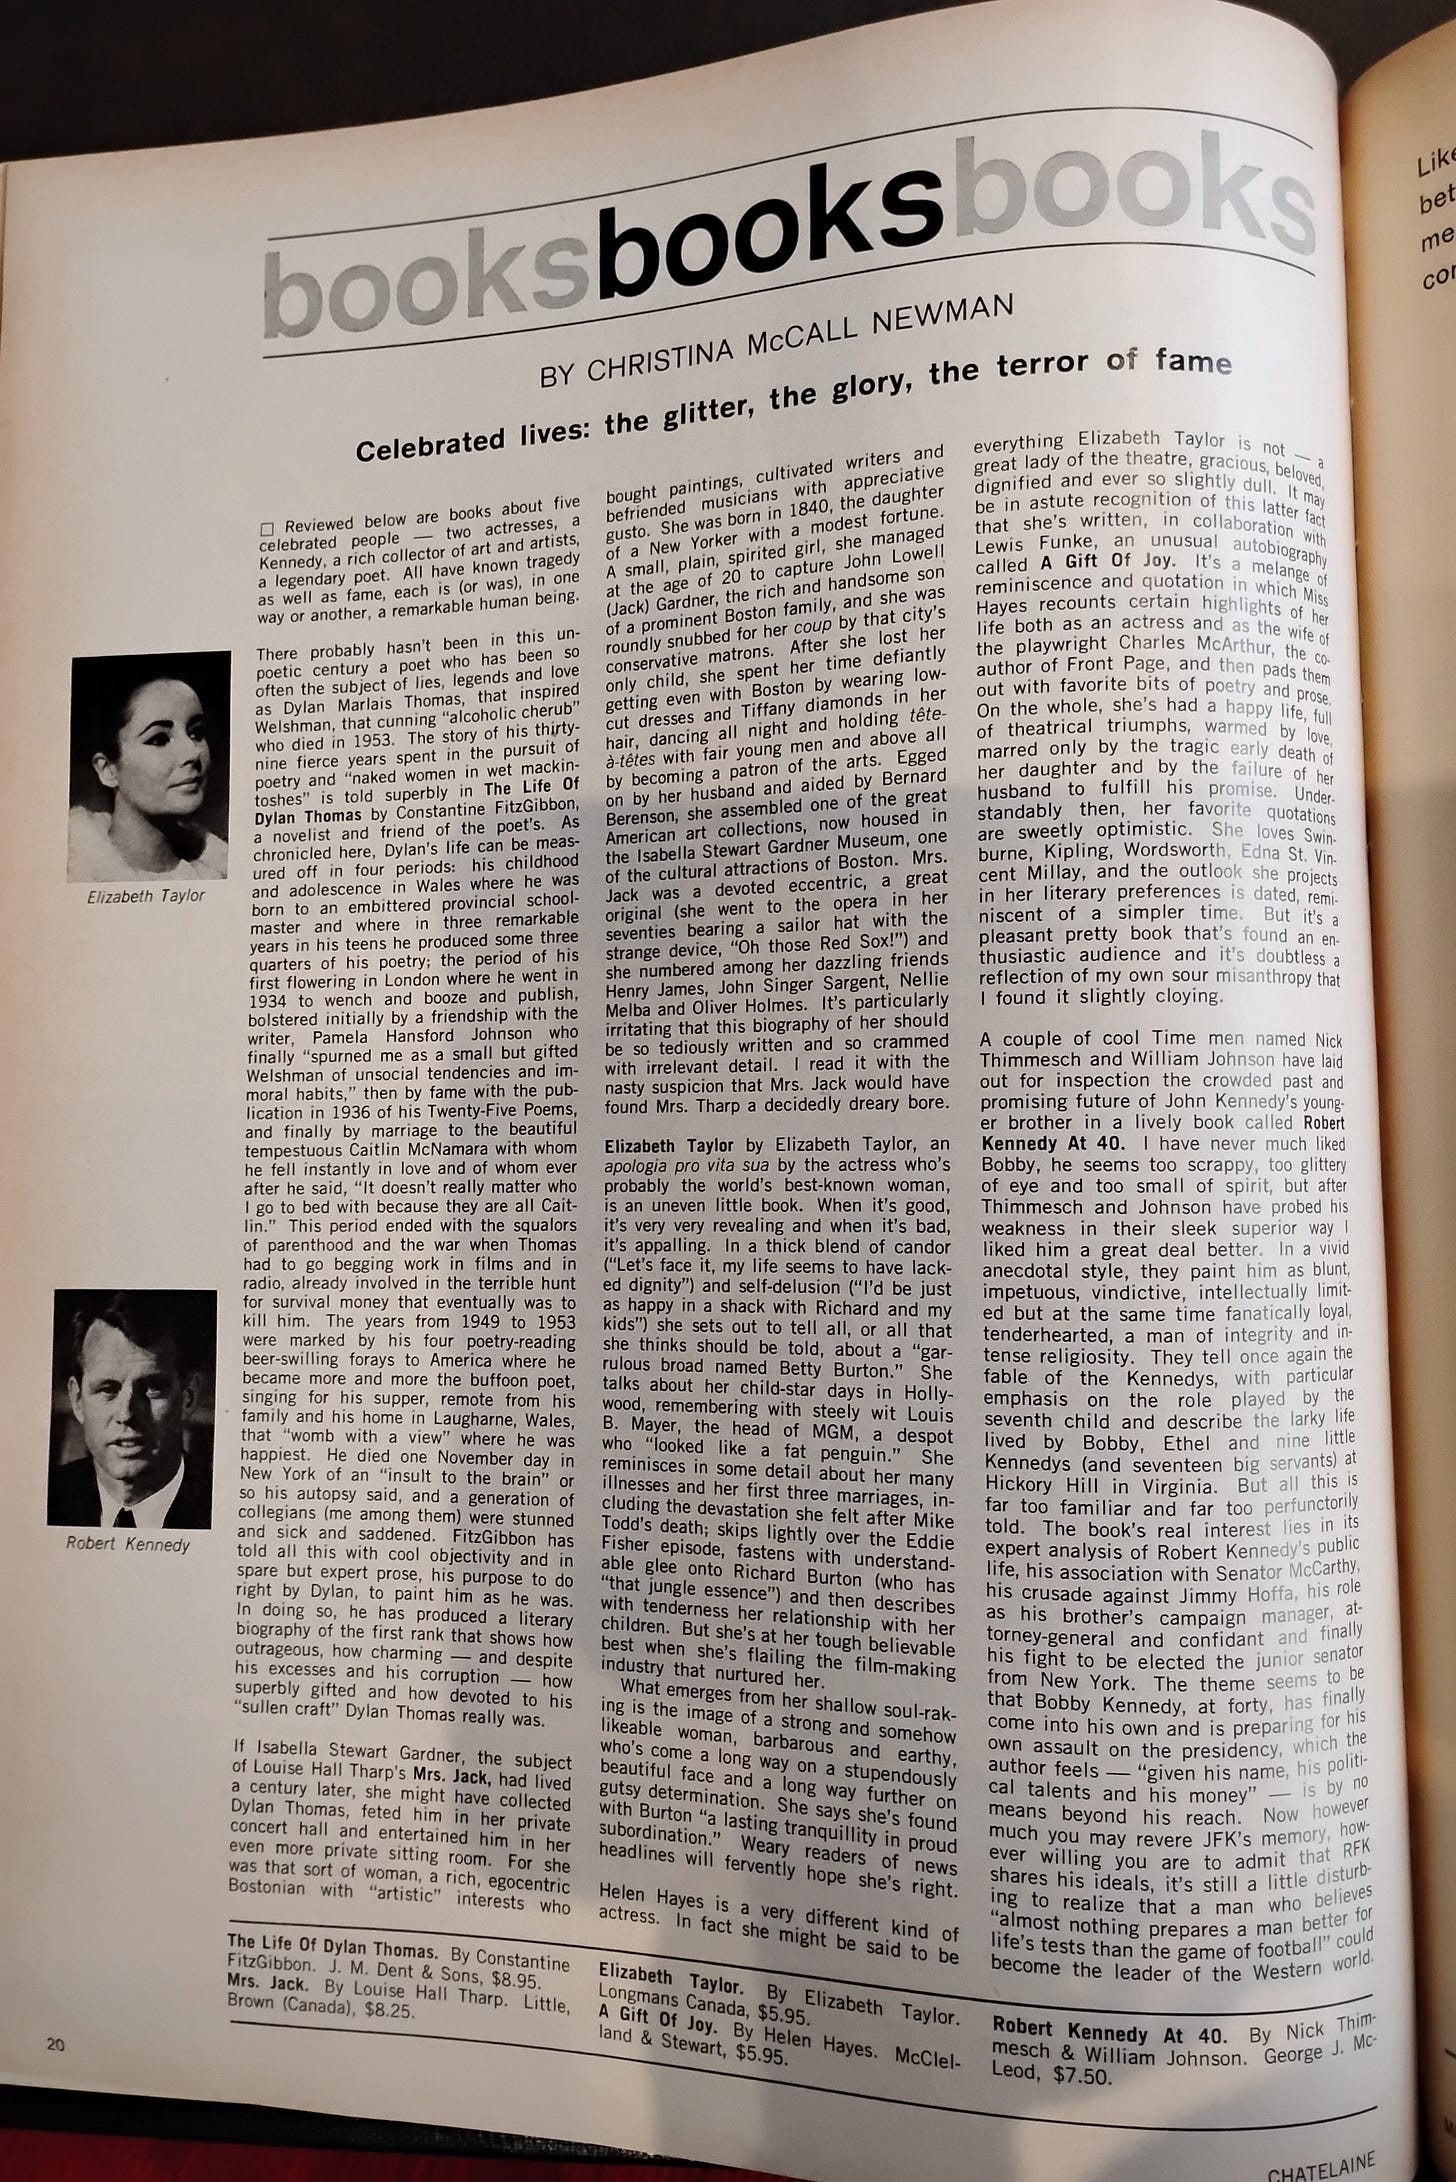 booksbooksbooks
BY CHRISTINA McCALL NEWMAN
Celebrated lives: the glitter, the glory, the terror of fame
□ Reviewed below are books about five
celebrated people — two actresses, a
Kennedy, a rich collector of art and artists,
a legendary poet. All have known tragedy
as well as fame, each is (or was), in one
way or another, a remarkable human being.
There probably hasn't been in this un-
poetic century a poet who has been so
often the subject of lies, legends and love
as Dylan Marlais Thomas, that inspired
Welshman, that cunning "alcoholic cherub"
who died in 1953. The story of his thirty-
nine fierce years spent in the pursuit of
poetry and "naked women in wet mackin-
toshes" is told superbly in The Life Of
Dylan Thomas by Constantine FitzGibbon,
a novelist and friend of the poet's. As
chronicled here, Dylan's life can be meas-
ured off in four periods: his childhood
and adolescence in Wales where he was
born to an embittered provincial school-
master and where in three remarkable
years in his teens he produced some three
quarters of his poetry; the period of his
first flowering in London where he went in
1934 to wench and booze and publish,
bolstered initially by a friendship with the
writer, Pamela Hansford Johnson who
finally "spurned me as a small but gifted
Welshman of unsocial tendencies and im-
moral habits," then by fame with the pub-
lication in 1936 of his Twenty-Five Poems,
and finally by marriage to the beautiful
tempestuous Caitlin McNamara with whom
he fell instantly in love and of whom ever
after he said, "It doesn't really matter who
I go to bed with because they are all Cait-
lin." This period ended with the squalors
of parenthood and the war when Thomas
had to go begging work in films and in
radio, already involved in the terrible hunt
for survival money that eventually was to
kill him. The years from 1949 to 1953
were marked by his four poetry-reading
beer-swilling forays to America where he
became more and more the buffoon poet,
singing for his supper, remote from his
family and his home in Laugharne, Wales,
that "womb with a view" where he was
happiest. He died one November day in
New York of an "insult to the brain" or
so his autopsy said, and a generation of
collegians (me among them) were stunned
and sick and saddened. FitzGibbon has
told all this with cool objectivity and in
spare but expert prose, his purpose to do
right by Dylan, to paint him as he was.
In doing so, he has produced a literary
biography of the first rank that shows how
outrageous, how charming — and despite
his excesses and his corruption — how
superbly gifted and how devoted to his
"sullen craft" Dylan Thomas really was.
If Isabella Stewart Gardner, the subject
of Louise Hall Tharp's Mrs. Jack, had lived
a century later, she might have collected
Dylan Thomas, feted him in her private
concert hall and entertained him in her
even more private sitting room. For she
was that sort of woman, a rich, egocentric
Bostonian with "artistic" interests who
bought paintings, cultivated writers and
befriended musicians with appreciative
gusto. She was born in 1840, the daughter
of a New Yorker with a modest fortune.
A small, plain, spirited girl, she managed
at the age of 20 to capture John Lowell
(Jack) Gardner, the rich and handsome son
of a prominent Boston family, and she was
roundly snubbed for her coup by that city's
conservative matrons. After she lost her
only child, she spent her time defiantly
getting even with Boston by wearing low-
cut dresses and Tiffany diamonds in her
hair, dancing all night and holding tête-
à-têtes with fair young men and above all
by becoming a patron of the arts. Egged
on by her husband and aided by Bernard
Berenson, she assembled one of the great
American art collections, now housed in
the Isabella Stewart Gardner Museum, one
of the cultural attractions of Boston. Mrs.
Jack was a devoted eccentric, a great
original (she went to the opera in her
seventies bearing a sailor hat with the
strange device, "Oh those Red Sox!") and
she numbered among her dazzling friends
Henry James, John Singer Sargent, Nellie
Melba and Oliver Holmes. It's particularly
irritating that this biography of her should
be so tediously written and so crammed
with irrelevant detail. I read it with the
nasty suspicion that Mrs. Jack would have
found Mrs. Tharp a decidedly dreary bore.
Elizabeth Taylor by Elizabeth Taylor, an
apologia pro vita sua by the actress who's
probably the world's best-known woman,
is an uneven little book. When it's good,
it's very very revealing and when it's bad,
it's appalling. In a thick blend of candor
("Let's face it, my life seems to have lack-
ed dignity") and self-delusion ("I'd be just
as happy in a shack with Richard and my
kids") she sets out to tell all, or all that
she thinks should be told, about a "gar-
rulous broad named Betty Burton." She
talks about her child-star days in Holly-
wood, remembering with steely wit Louis
B. Mayer, the head of MGM, a despot
who "looked like a fat penguin." She
reminisces in some detail about her many
illnesses and her first three marriages, in-
cluding the devastation she felt after Mike
Todd's death; skips lightly over the Eddie
Fisher episode, fastens with understand-
able glee onto Richard Burton (who has
"that jungle essence") and then describes
with tenderness her relationship with her
children. But she's at her tough believable
best when she's flailing the film-making
industry that nurtured her.
What emerges from her shallow soul-rak-
ing is the image of a strong and somehow
likeable woman, barbarous and earthy,
who's come a long way on a stupendously
beautiful face and a long way further on
gutsy determination. She says she's found
with Burton "a lasting tranquillity in proud
subordination." Weary readers of news
headlines will fervently hope she's right.
Helen Hayes is a very different kind of
actress. In fact she might be said to be
everything Elizabeth Taylor is not — a
great lady of the theatre, gracious, beloved,
dignified and ever so slightly dull. It may
be in astute recognition of this latter fact
that she's written, in collaboration with
Lewis Funke, an unusual autobiography
called A Gift Of Joy. It's a melange of
reminiscence and quotation in which Miss
Hayes recounts certain highlights of her
life both as an actress and as the wife of
the playwright Charles McArthur, the co-
author of Front Page, and then pads them
out with favorite bits of poetry and prose.
On the whole, she's had a happy life, full
of theatrical triumphs, warmed by love,
marred only by the tragic early death of
her daughter and by the failure of her
husband to fulfill his promise. Under-
standably then, her favorite quotations
are sweetly optimistic. She loves Swin-
burne, Kipling, Wordsworth, Edna St. Vin-
cent Millay, and the outlook she projects
in her literary preferences is dated, remi-
niscent of a simpler time. But it's a
pleasant pretty book that's found an en-
thusiastic audience and it's doubtless a
reflection of my own sour misanthropy that
I found it slightly cloying.
A couple of cool Time men named Nick
Thimmesch and William Johnson have laid
out for inspection the crowded past and
promising future of John Kennedy's young-
er brother in a lively book called Robert
Kennedy At 40. I have never much liked
Bobby, he seems too scrappy, too glittery
of eye and too small of spirit, but after
Thimmesch and Johnson have probed his
weakness in their sleek superior way I
liked him a great deal better. In a vivid
anecdotal style, they paint him as blunt,
impetuous, vindictive, intellectually limit-
ed but at the same time fanatically loyal,
tenderhearted, a man of integrity and in-
tense religiosity. They tell once again the
fable of the Kennedys, with particular
emphasis on the role played by the
seventh child and describe the larky life
lived by Bobby, Ethel and nine little
Kennedys (and seventeen big servants) at
Hickory Hill in Virginia. But all this is
far too familiar and far too perfunctorily
told. The book's real interest lies in its
expert analysis of Robert Kennedy's public
life, his association with Senator McCarthy,
his crusade against Jimmy Hoffa, his role
as his brother's campaign manager, at-
torney-general and confidant and finally
his fight to be elected the junior senator
from New York. The theme seems to be
that Bobby Kennedy, at forty, has finally
come into his own and is preparing for his
own assault on the presidency, which the
author feels — "given his name, his politi-
cal talents and his money" — is by no
means beyond his reach. Now however
much you may revere JFK's memory, how-
ever willing you are to admit that RFK
shares his ideals, it's still a little disturb-
ing to realize that a man who believes
"almost nothing prepares a man better for
life's tests than the game of football" could
become the leader of the Western world.
Elizabeth Taylor
Robert Kennedy
The Life Of Dylan Thomas. By Constantine
FitzGibbon. J. M. Dent & Sons, $8.95.
Mrs. Jack. By Louise Hall Tharp. Little,
Brown (Canada), $8.25.
Elizabeth Taylor. By Elizabeth Taylor.
Longmans Canada, $5.95.
A Gift Of Joy. By Helen Hayes. McClel-
land & Stewart, $5.95.
Robert Kennedy At 40. By Nick Thim-
mesch & William Johnson. George J. Mc-
Leod, $7.50.
20
CHATELAINE
Like
bet
me
cor